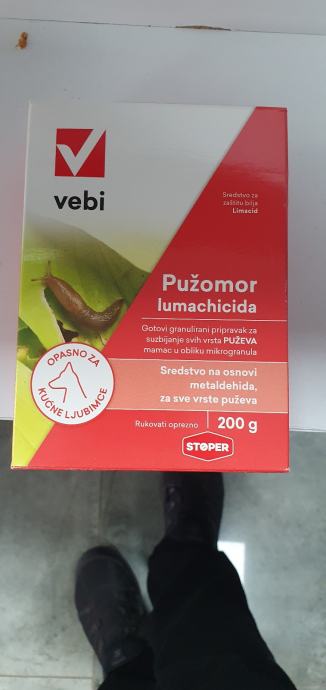 vebi
Sredstvo za
zaštitu bilja
Limacid
Pužomor
lumachicida
Gotovi granulirani pripravak za
suzbijanje svih vrsta PUŽEVA
mamac u obliku mikrogranula
OPASNO ZA
KUĆNE LJUBIMCE
Sredstvo na osnovi
metaldehida,
za sve vrste puževa
Rukovati oprezno
200 g
STOPER